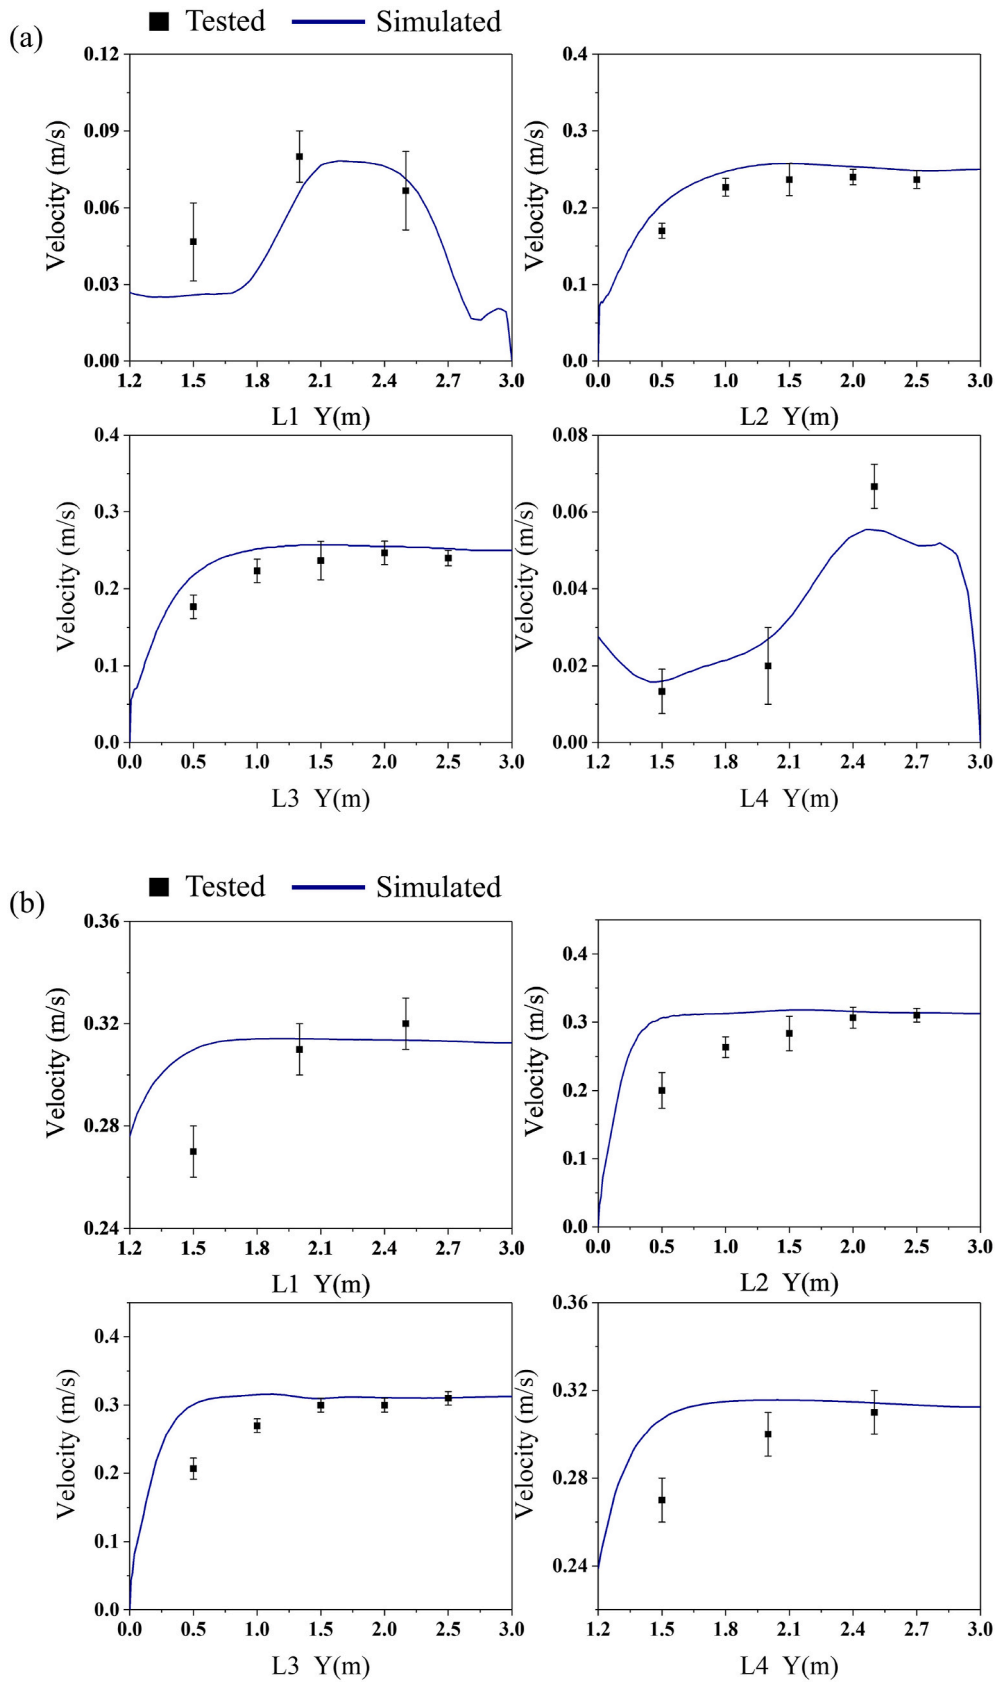 (a)
Tested Simulated
0.12
0.09
0.06
0.03
0.00
Velocity (m/s)
1.2 1.5 1.8 2.1 2.4 2.7 3.0
L1 Y(m)
0.4
0.3
0.2
0.1
0.0
Velocity (m/s)
0.0 0.5 1.0 1.5 2.0 2.5 3.0
L2 Y(m)
0.4
0.3
0.2
0.1
0.0
Velocity (m/s)
0.0 0.5 1.0 1.5 2.0 2.5 3.0
L3 Y(m)
0.08
0.06
0.04
0.02
0.00
Velocity (m/s)
1.2 1.5 1.8 2.1 2.4 2.7 3.0
L4 Y(m)
(b)
Tested Simulated
0.36
0.32
0.28
0.24
Velocity (m/s)
1.2 1.5 1.8 2.1 2.4 2.7 3.0
L1 Y(m)
0.4
0.3
0.2
0.1
0.0
Velocity (m/s)
0.0 0.5 1.0 1.5 2.0 2.5 3.0
L2 Y(m)
0.4
0.3
0.2
0.1
0.0
Velocity (m/s)
0.0 0.5 1.0 1.5 2.0 2.5 3.0
L3 Y(m)
0.36
0.32
0.28
0.24
Velocity (m/s)
1.2 1.5 1.8 2.1 2.4 2.7 3.0
L4 Y(m)